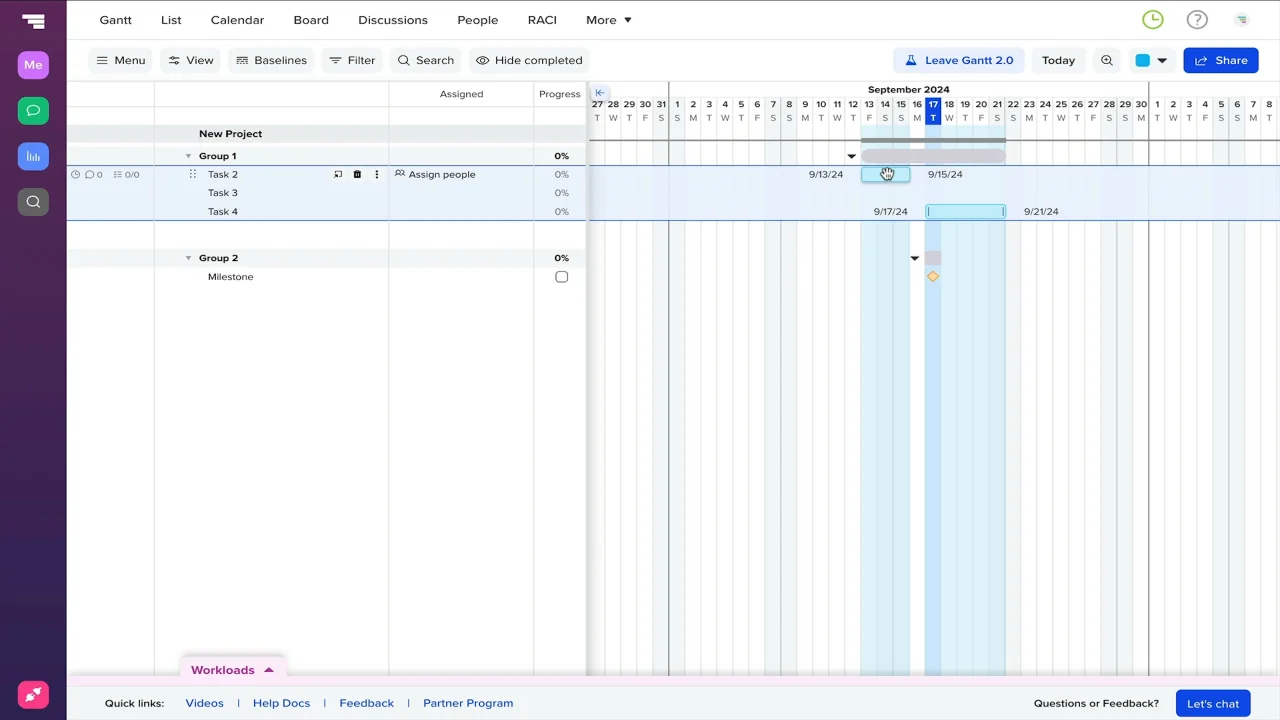 Gantt List Calendar Board Discussions People RACI More
Me
Menu View Baselines Filter Search Hide completed Leave Gantt 2.0 Today Share
Assigned Progress September 2024
27 28 29 30 31 1 2 3 4 5 6 7 8 9 10 11 12 13 14 15 16 17 18 19 20 21 22 23 24 25 26 27 28 29 30 1 2 3 4 5 6 7 8
T W T F S S M T W T F S S M T W T F S S M T W T F S S M T W T F S S M T W T F S S M T
New Project
Group 1 0%
0 0/0 Task 2 Assign people 0% 9/13/24 9/15/24
Task 3 0%
Task 4 0% 9/17/24 9/21/24
Group 2 0%
Milestone
Workloads
Quick links: Videos | Help Docs | Feedback | Partner Program Questions or Feedback? Let's chat